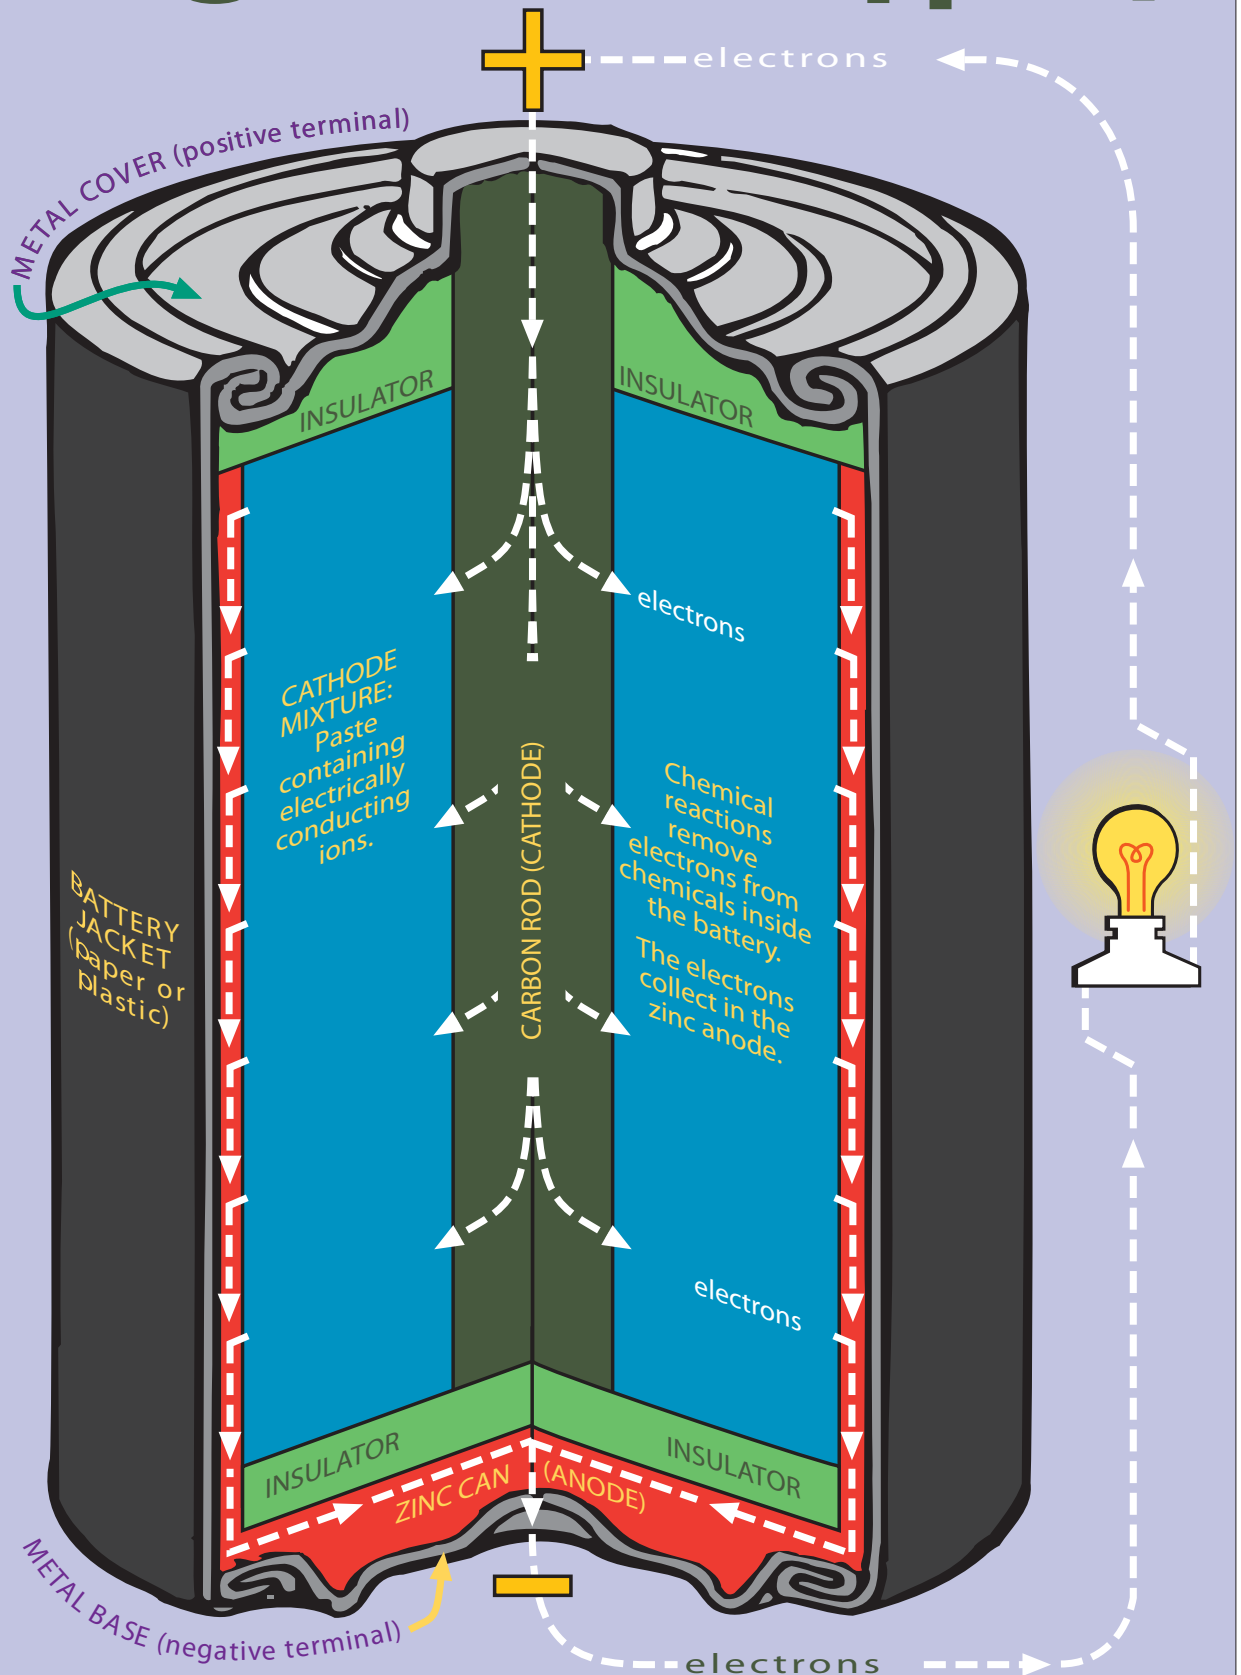 electrons
METAL COVER (positive terminal)
INSULATOR
INSULATOR
electrons
CATHODE
MIXTURE:
Paste
containing
electrically
conducting
ions.
CARBON ROD (CATHODE)
Chemical
reactions
remove
electrons from
chemicals inside
the battery.
The electrons
collect in the
zinc anode.
BATTERY
JACKET
(paper or
plastic)
electrons
INSULATOR
INSULATOR
ZINC CAN (ANODE)
METAL BASE (negative terminal)
electrons